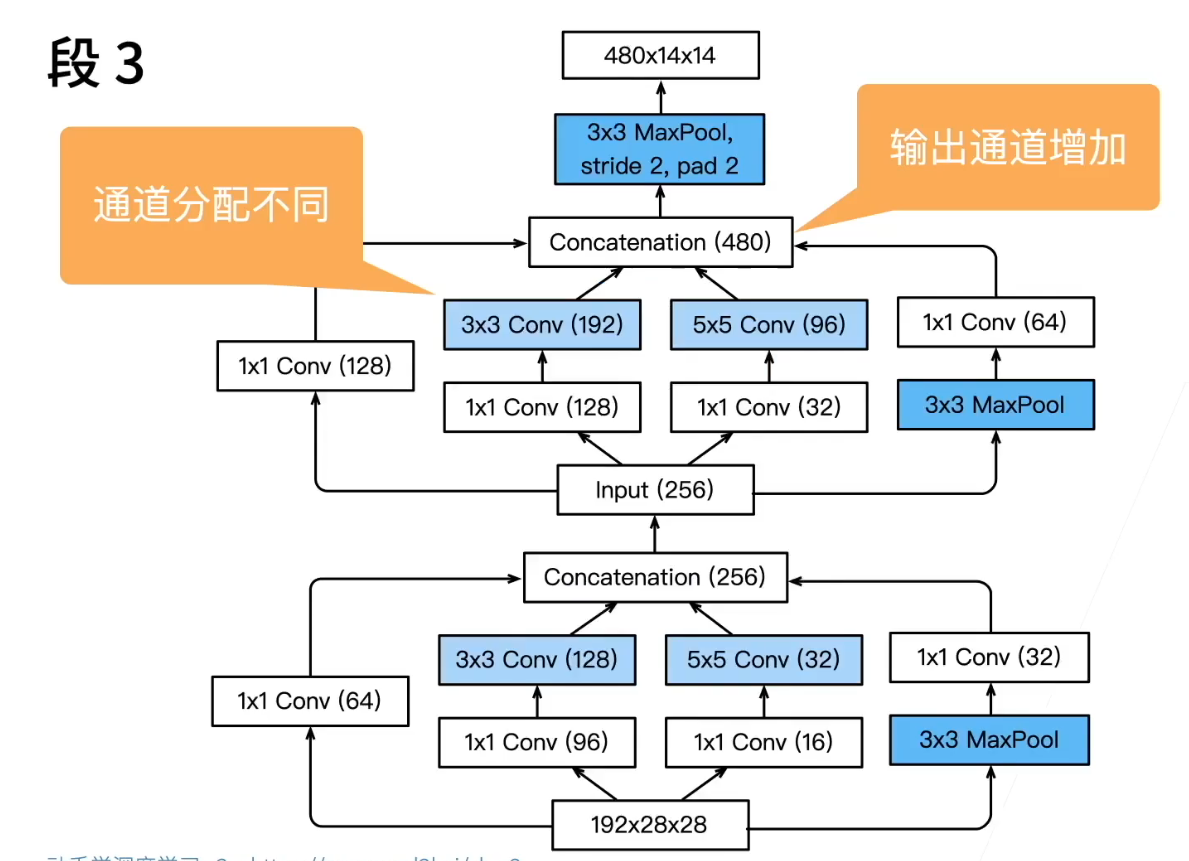 段 3
480x14x14
3x3 MaxPool,
stride 2, pad 2
输出通道增加
通道分配不同
Concatenation (480)
3x3 Conv (192)
5x5 Conv (96)
1x1 Conv (64)
1x1 Conv (128)
1x1 Conv (128)
1x1 Conv (32)
3x3 MaxPool
Input (256)
Concatenation (256)
3x3 Conv (128)
5x5 Conv (32)
1x1 Conv (32)
1x1 Conv (64)
1x1 Conv (96)
1x1 Conv (16)
3x3 MaxPool
192x28x28